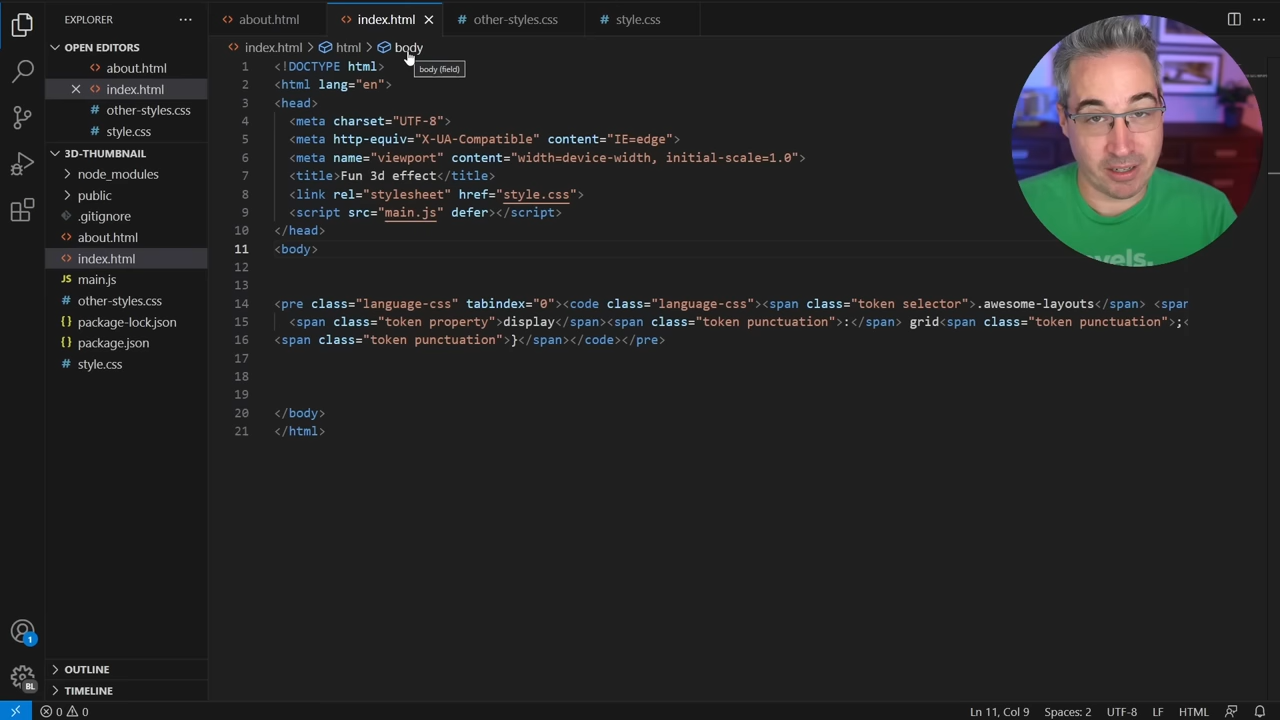 EXPLORER
OPEN EDITORS
about.html
index.html
other-styles.css
style.css
3D-THUMBNAIL
node_modules
public
.gitignore
about.html
index.html
JS main.js
other-styles.css
{} package-lock.json
{} package.json
style.css
OUTLINE
TIMELINE
1
BL
about.html index.html other-styles.css style.css
index.html > html > body
body (field)
1 <!DOCTYPE html>
2 <html lang="en">
3 <head>
4 <meta charset="UTF-8">
5 <meta http-equiv="X-UA-Compatible" content="IE=edge">
6 <meta name="viewport" content="width=device-width, initial-scale=1.0">
7 <title>Fun 3d effect</title>
8 <link rel="stylesheet" href="style.css">
9 <script src="main.js" defer></script>
10 </head>
11 <body>
12
13
14 <pre class="language-css" tabindex="0"><code class="language-css"><span class="token selector">.awesome-layouts</span> <spar
15 <span class="token property">display</span><span class="token punctuation">:</span> grid<span class="token punctuation">;<
16 <span class="token punctuation">}</span></code></pre>
17
18
19
20 </body>
21 </html>
0 0
Ln 11, Col 9 Spaces: 2 UTF-8 LF HTML